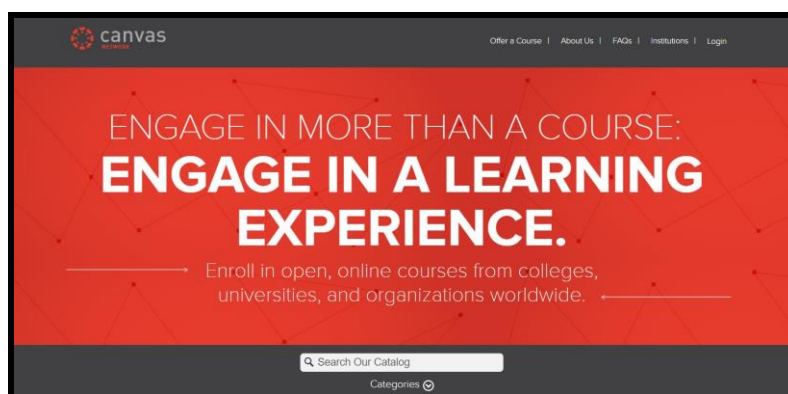 canvas
NETWORK
Offer a Course | About Us | FAQs | Institutions | Login
ENGAGE IN MORE THAN A COURSE:
ENGAGE IN A LEARNING
EXPERIENCE.
Enroll in open, online courses from colleges,
universities, and organizations worldwide.
Search Our Catalog
Categories